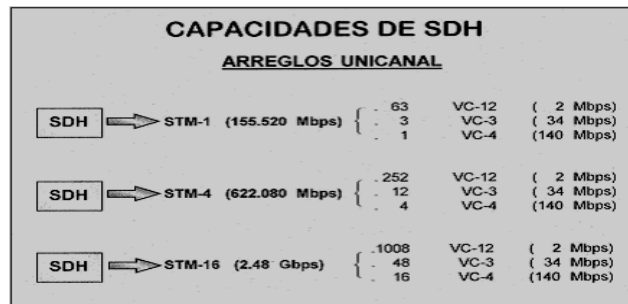 CAPACIDADES DE SDH
ARREGLOS UNICANAL
. 63 VC-12 ( 2 Mbps)
SDH STM-1 (155.520 Mbps) { . 3 VC-3 ( 34 Mbps)
. 1 VC-4 (140 Mbps)
.252 VC-12 ( 2 Mbps)
SDH STM-4 (622.080 Mbps) { . 12 VC-3 ( 34 Mbps)
. 4 VC-4 (140 Mbps)
.1008 VC-12 ( 2 Mbps)
SDH STM-16 (2.48 Gbps) { . 48 VC-3 ( 34 Mbps)
. 16 VC-4 (140 Mbps)